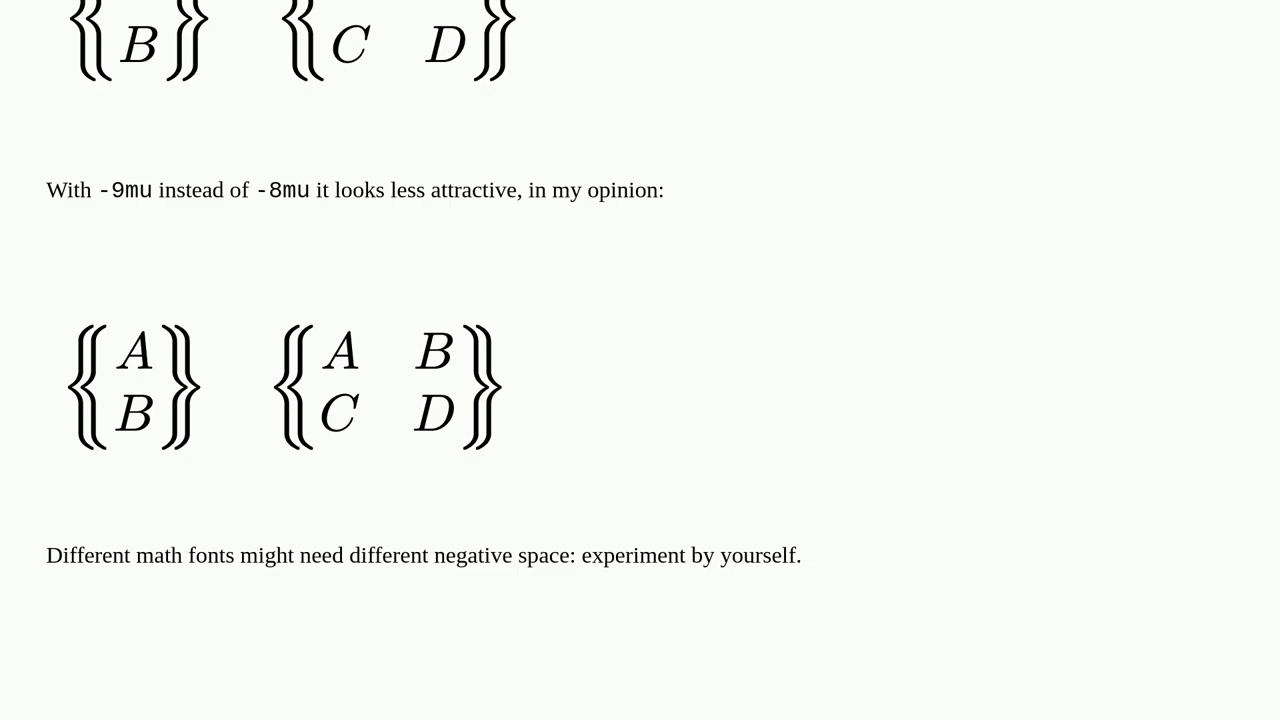 {{ B }} {{ C D }}
With -9mu instead of -8mu it looks less attractive, in my opinion:
{{ A }} {{ A B }}
{{ B }} {{ C D }}
Different math fonts might need different negative space: experiment by yourself.